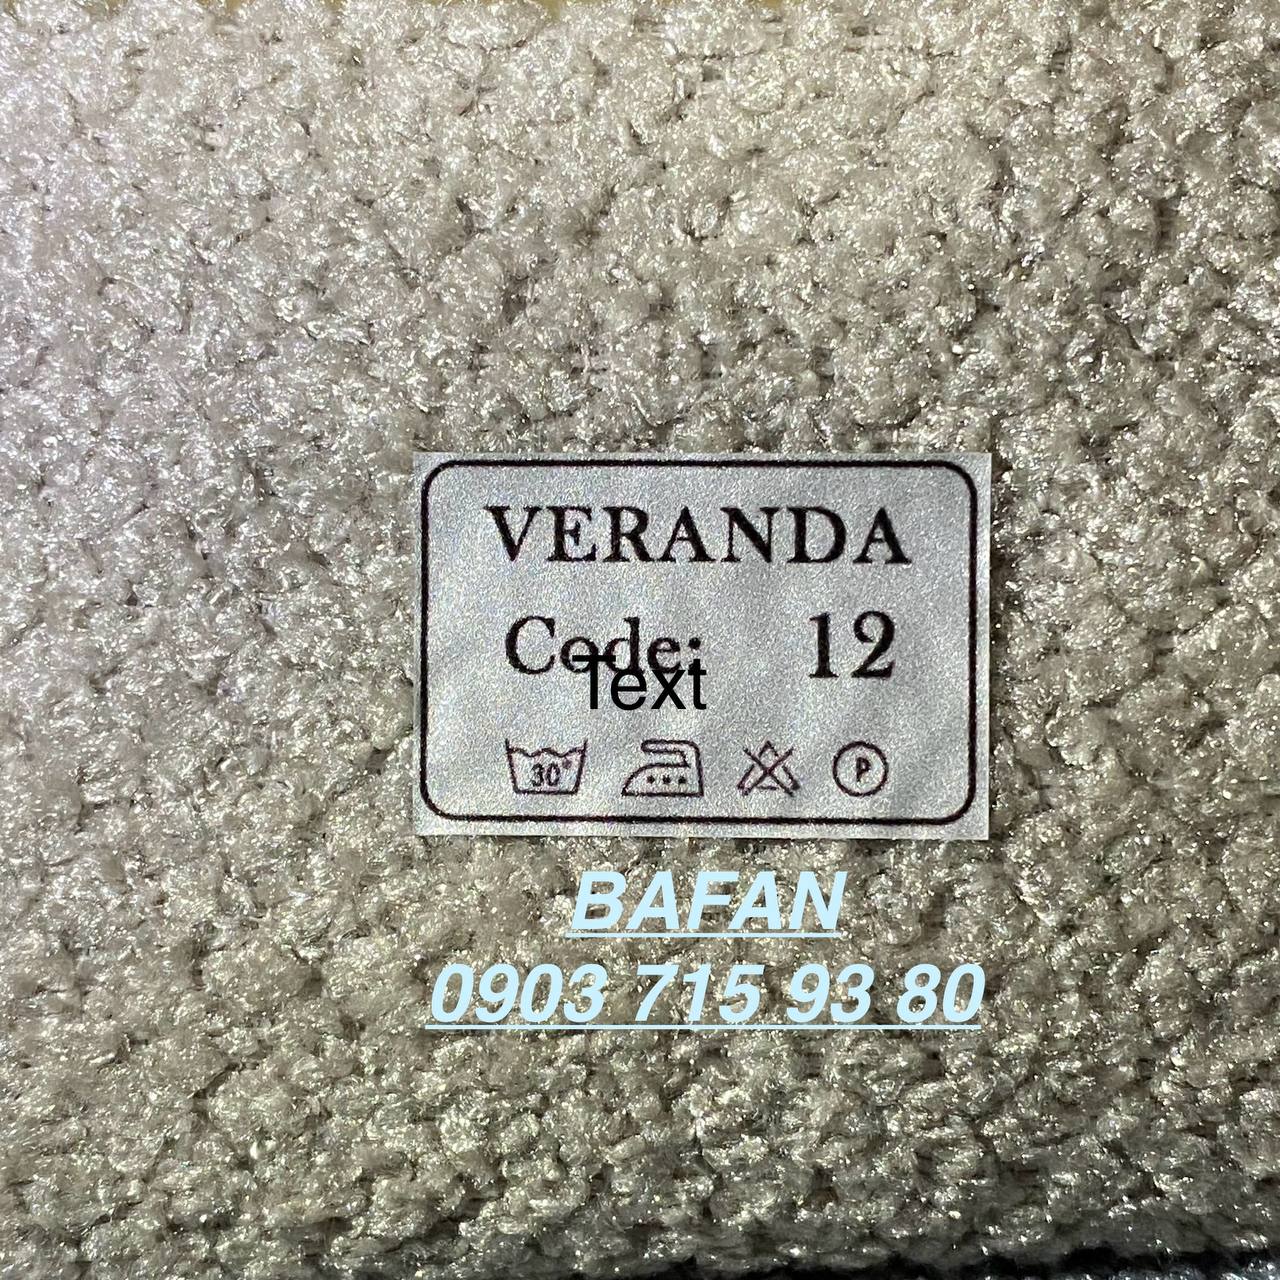 VERANDA
Code: 12
Text
30°
P
BAFAN
0903 715 93 80